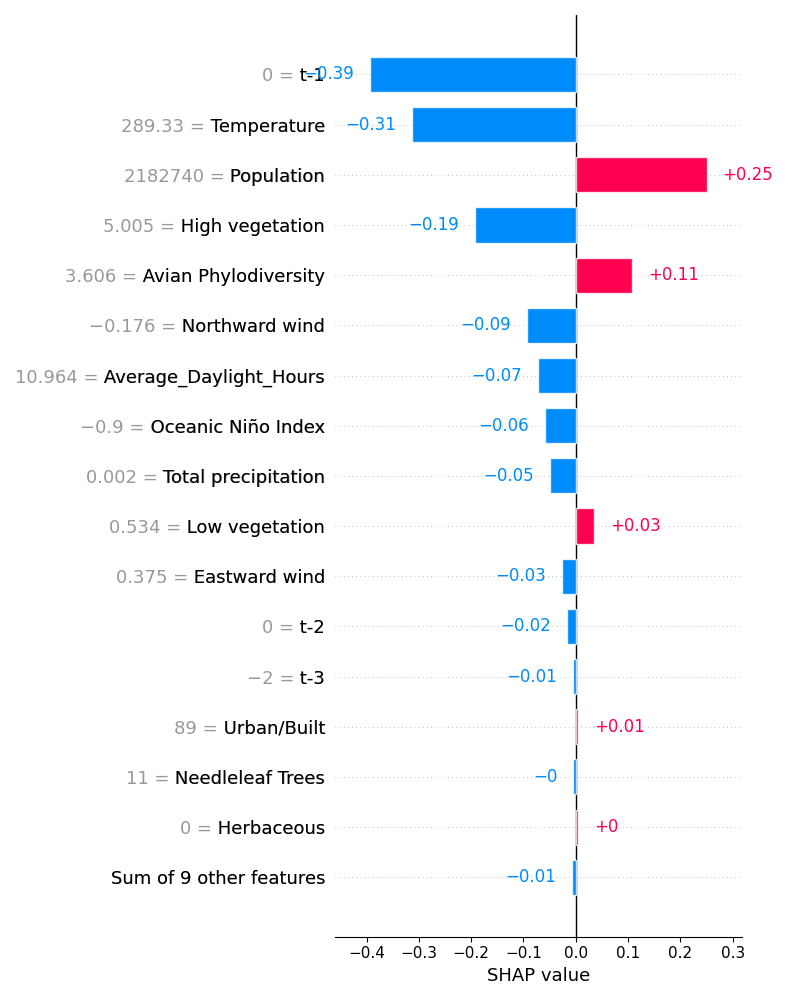 0 = t-1 −0.39
289.33 = Temperature −0.31
2182740 = Population +0.25
5.005 = High vegetation −0.19
3.606 = Avian Phylodiversity +0.11
−0.176 = Northward wind −0.09
10.964 = Average_Daylight_Hours −0.07
−0.9 = Oceanic Niño Index −0.06
0.002 = Total precipitation −0.05
0.534 = Low vegetation +0.03
0.375 = Eastward wind −0.03
0 = t-2 −0.02
−2 = t-3 −0.01
89 = Urban/Built +0.01
11 = Needleleaf Trees −0
0 = Herbaceous +0
Sum of 9 other features −0.01
−0.4 −0.3 −0.2 −0.1 0.0 0.1 0.2 0.3
SHAP value